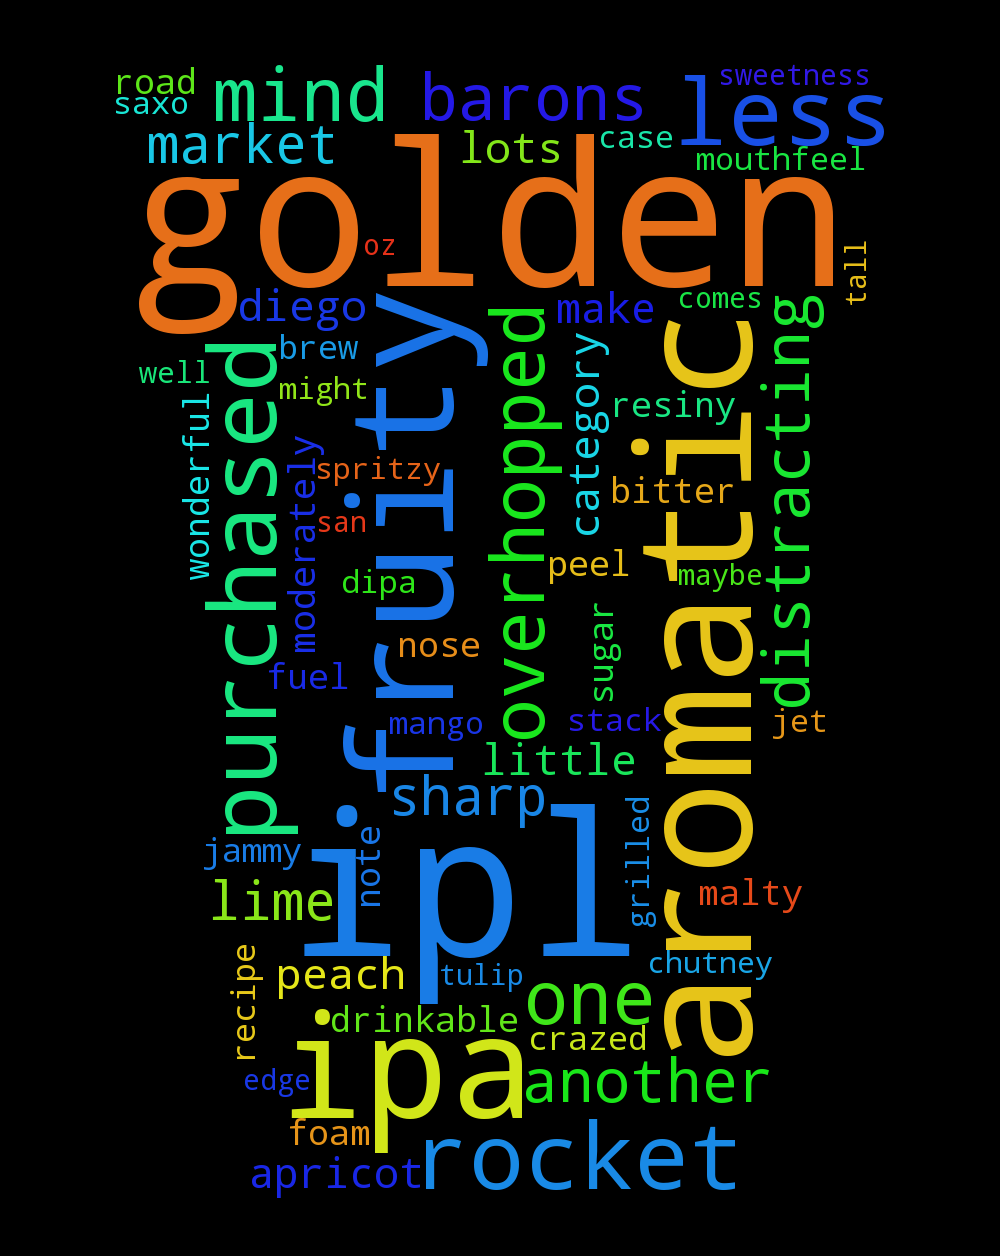 road
saxo
mind
barons
less
sweetness
market
lots
case
mouthfeel
golden
oz
tall
diego
fruity
make
comes
brew
well
might
purchased
overhopped
category
aromatic
distracting
resiny
wonderful
moderately
spritzy
bitter
san
dipa
peel
maybe
nose
sugar
fuel
mango
stack
jet
little
sharp
ipl
jammy
note
grilled
malty
lime
chutney
recipe
peach
tulip
one
drinkable
crazed
ipa
edge
another
foam
rocket
apricot